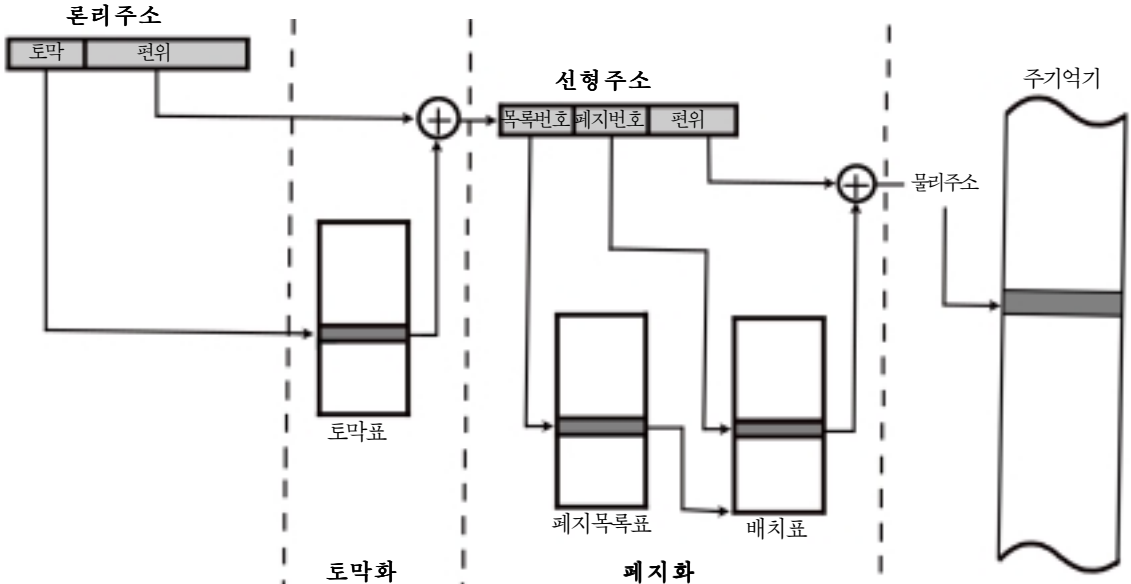 론리주소
토막 편위
선형주소
목록번호 페지번호 편위
주기억기
물리주소
토막표
페지목록표
배치표
토막화
페지화